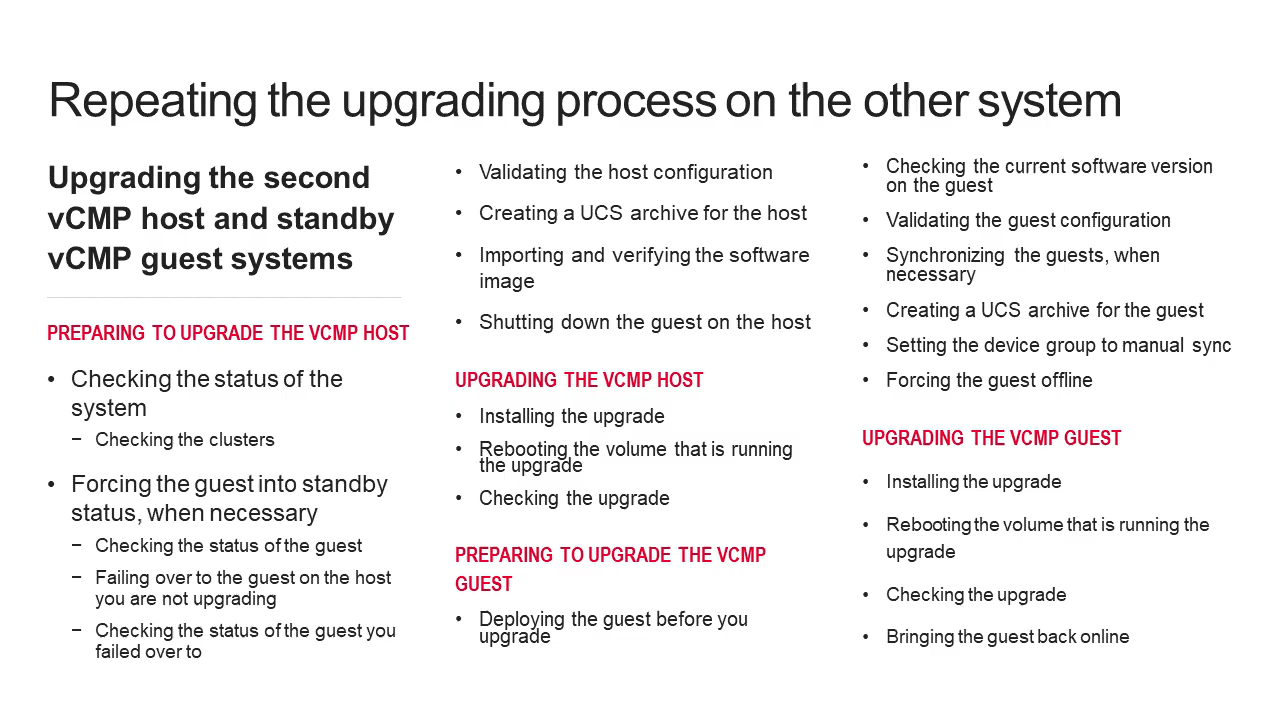 Repeating the upgrading process on the other system
Upgrading the second
vCMP host and standby
vCMP guest systems
PREPARING TO UPGRADE THE VCMP HOST
• Checking the status of the
system
− Checking the clusters
• Forcing the guest into standby
status, when necessary
− Checking the status of the guest
− Failing over to the guest on the host
you are not upgrading
− Checking the status of the guest you
failed over to
• Validating the host configuration
• Creating a UCS archive for the host
• Importing and verifying the software
image
• Shutting down the guest on the host
UPGRADING THE VCMP HOST
• Installing the upgrade
• Rebooting the volume that is running
the upgrade
• Checking the upgrade
PREPARING TO UPGRADE THE VCMP
GUEST
• Deploying the guest before you
upgrade
• Checking the current software version
on the guest
• Validating the guest configuration
• Synchronizing the guests, when
necessary
• Creating a UCS archive for the guest
• Setting the device group to manual sync
• Forcing the guest offline
UPGRADING THE VCMP GUEST
• Installing the upgrade
• Rebooting the volume that is running the
upgrade
• Checking the upgrade
• Bringing the guest back online